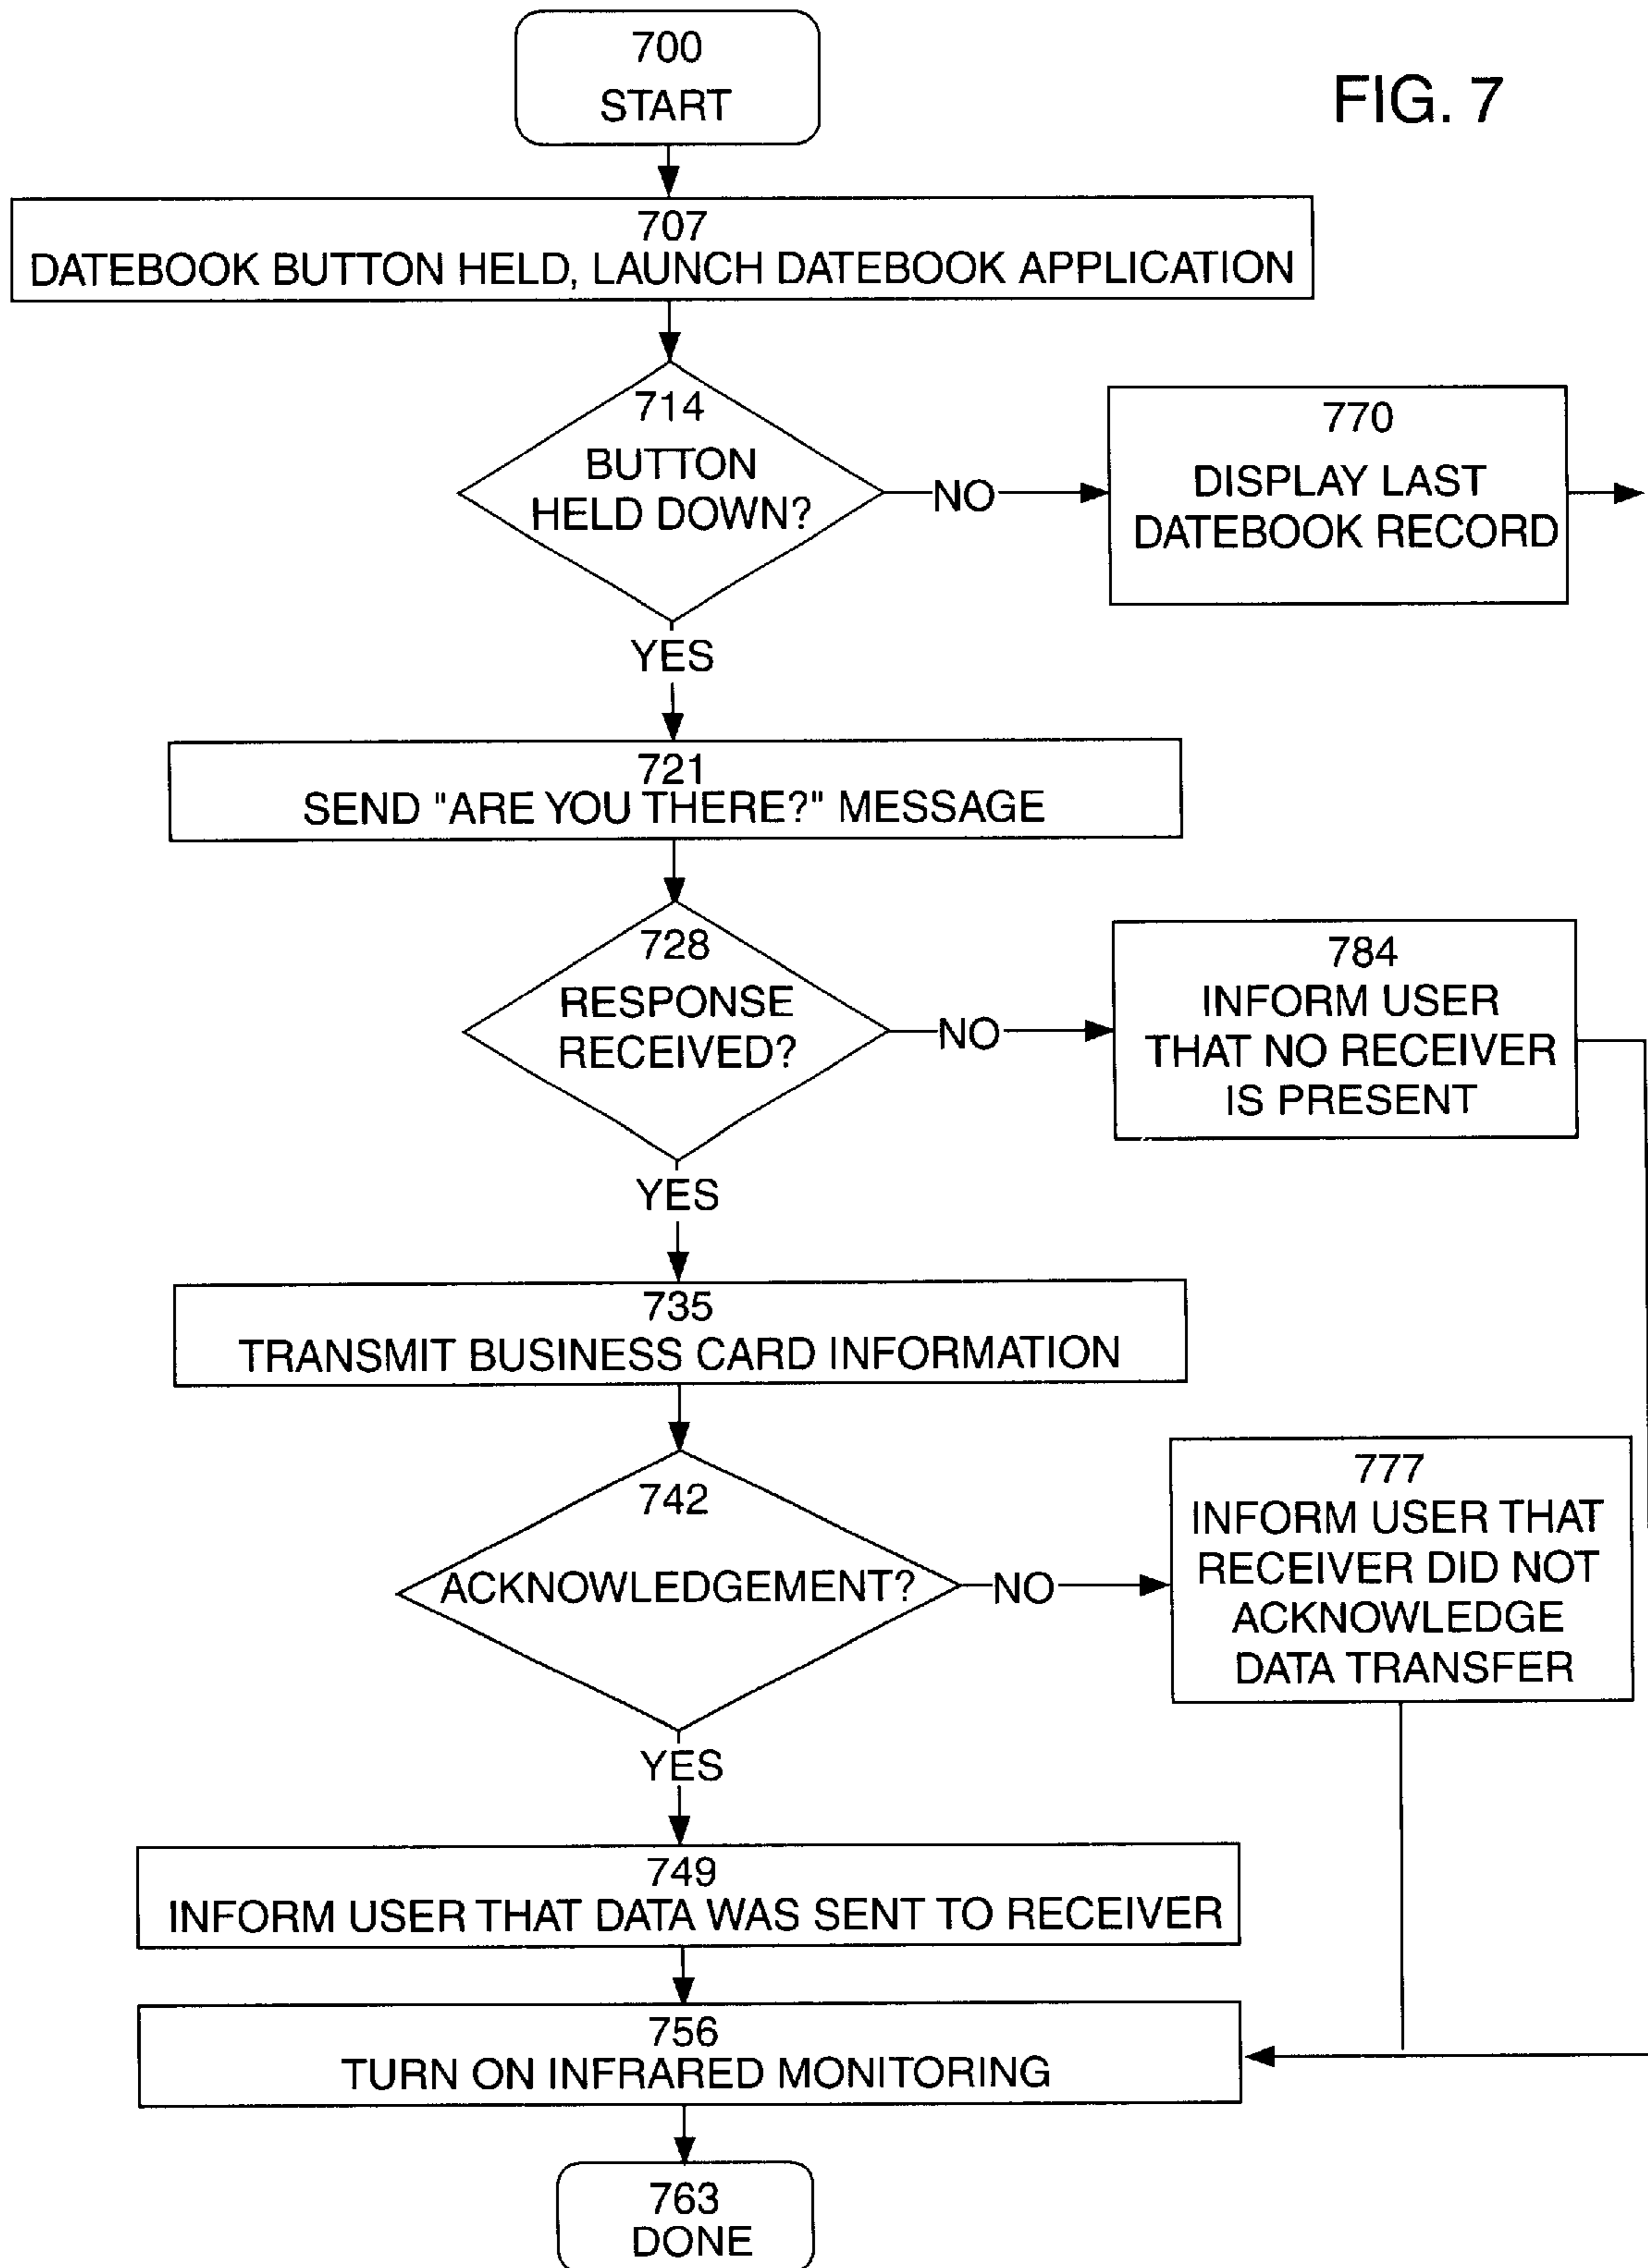 700
START
FIG. 7
707
DATEBOOK BUTTON HELD, LAUNCH DATEBOOK APPLICATION
714
BUTTON
HELD DOWN?
NO
770
DISPLAY LAST
DATEBOOK RECORD
YES
721
SEND "ARE YOU THERE?" MESSAGE
728
RESPONSE
RECEIVED?
NO
784
INFORM USER
THAT NO RECEIVER
IS PRESENT
YES
735
TRANSMIT BUSINESS CARD INFORMATION
742
ACKNOWLEDGEMENT?
NO
777
INFORM USER THAT
RECEIVER DID NOT
ACKNOWLEDGE
DATA TRANSFER
YES
749
INFORM USER THAT DATA WAS SENT TO RECEIVER
756
TURN ON INFRARED MONITORING
763
DONE